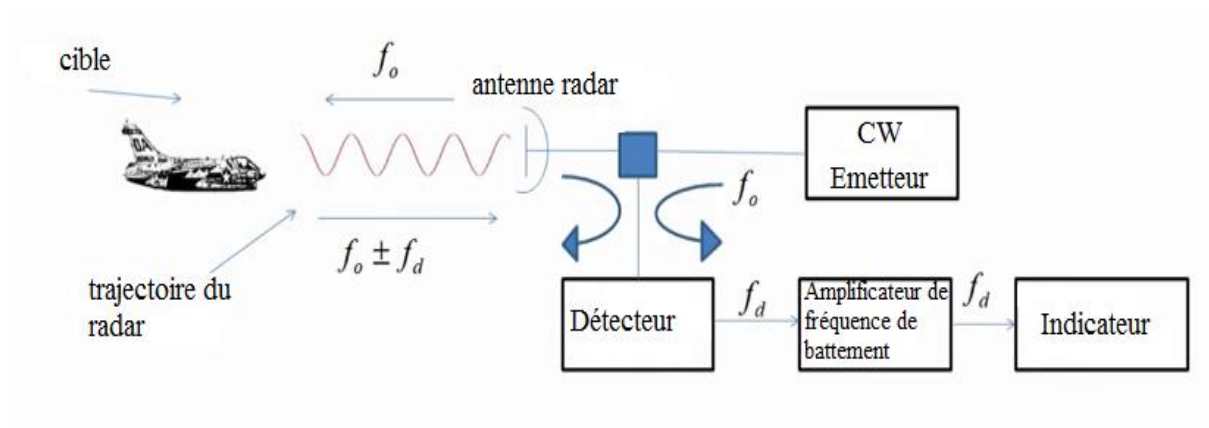 cible
f_o
antenne radar
CW
Emetteur
f_o
f_o ± f_d
trajectoire du
radar
Détecteur
f_d
Amplificateur de
fréquence de
battement
f_d
Indicateur